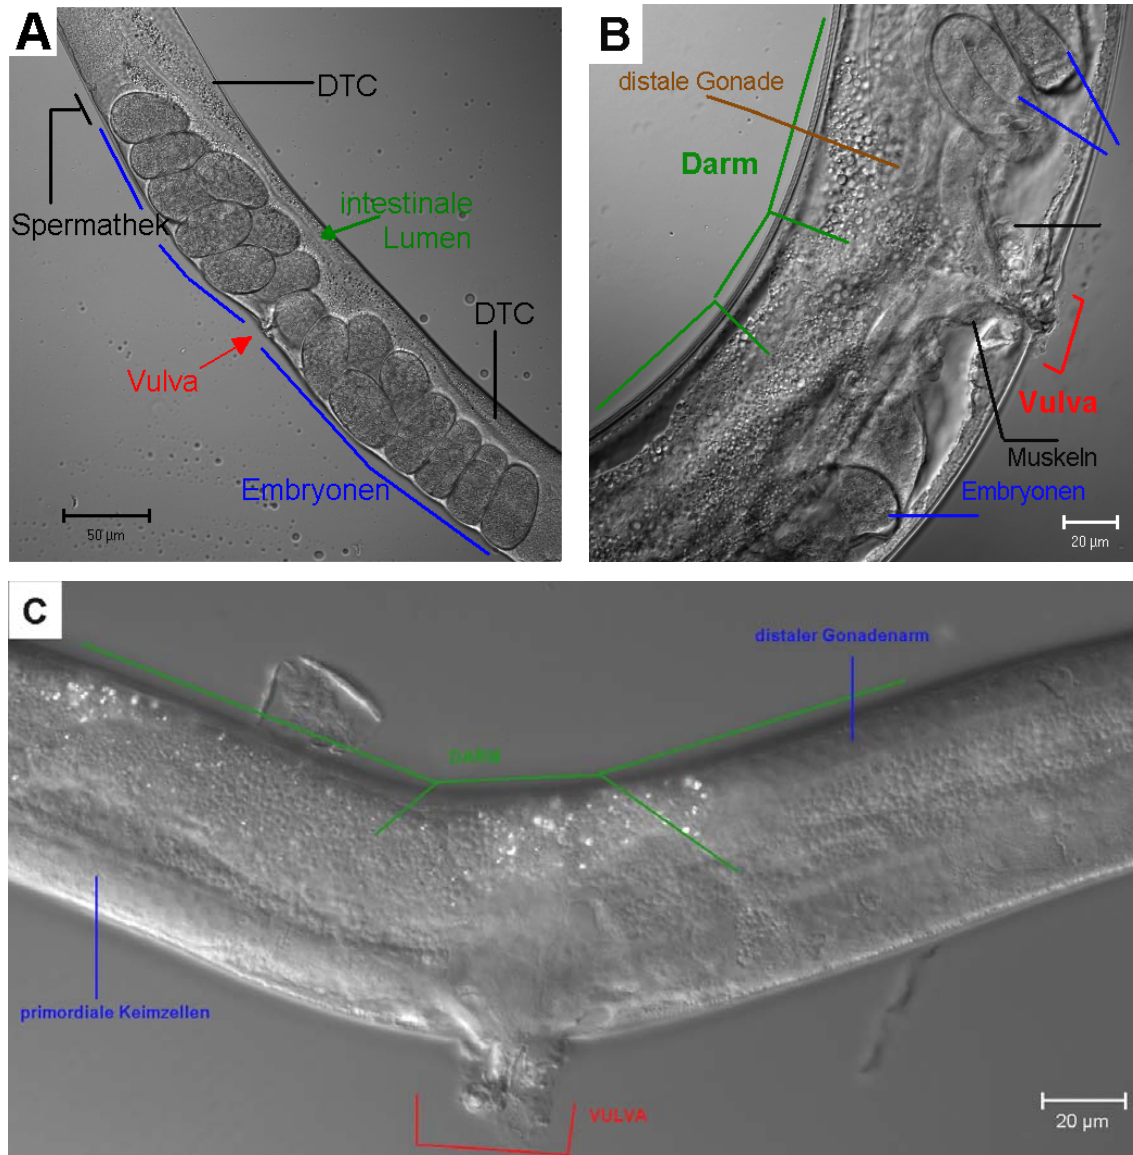 A
DTC
Spermathek
intestinale
Lumen
DTC
Vulva
Embryonen
50 µm
B
distale Gonade
Darm
Vulva
Muskeln
Embryonen
20 µm
C
distaler Gonadenarm
DARM
primordiale Keimzellen
VULVA
20 µm